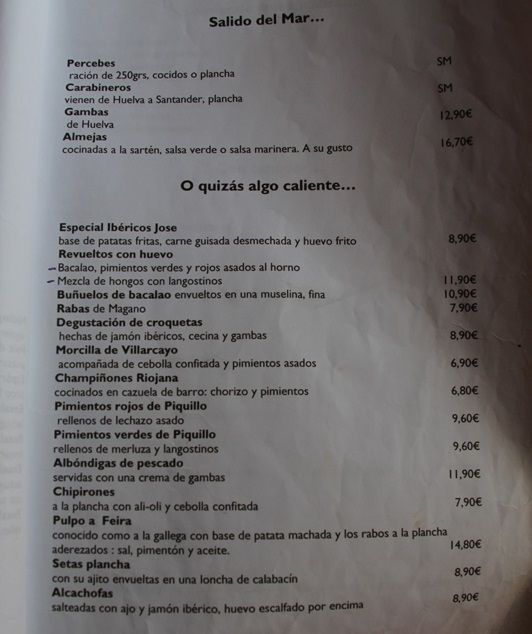 Salido del Mar...
Percebes SM
ración de 250grs, cocidos o plancha
Carabineros SM
vienen de Huelva a Santander, plancha
Gambas 12,90€
de Huelva
Almejas 16,70€
cocinadas a la sartén, salsa verde o salsa marinera. A su gusto
O quizás algo caliente...
Especial Ibéricos Jose
base de patatas fritas, carne guisada desmechada y huevo frito 8,90€
Revueltos con huevo
-Bacalao, pimientos verdes y rojos asados al horno
-Mezcla de hongos con langostinos 11,90€
Buñuelos de bacalao envueltos en una muselina, fina 10,90€
Rabas de Magano 7,90€
Degustación de croquetas
hechas de jamón ibéricos, cecina y gambas 8,90€
Morcilla de Villarcayo
acompañada de cebolla confitada y pimientos asados 6,90€
Champiñones Riojana
cocinados en cazuela de barro: chorizo y pimientos 6,80€
Pimientos rojos de Piquillo
rellenos de lechazo asado 9,60€
Pimientos verdes de Piquillo
rellenos de merluza y langostinos 9,60€
Albóndigas de pescado
servidas con una crema de gambas 11,90€
Chipirones
a la plancha con ali-oli y cebolla confitada 7,90€
Pulpo a Feira
conocido como a la gallega con base de patata machada y los rabos a la plancha
aderezados : sal, pimentón y aceite. 14,80€
Setas plancha
con su ajito envueltas en una loncha de calabacín 8,90€
Alcachofas
salteadas con ajo y jamón ibérico, huevo escalfado por encima 8,90€